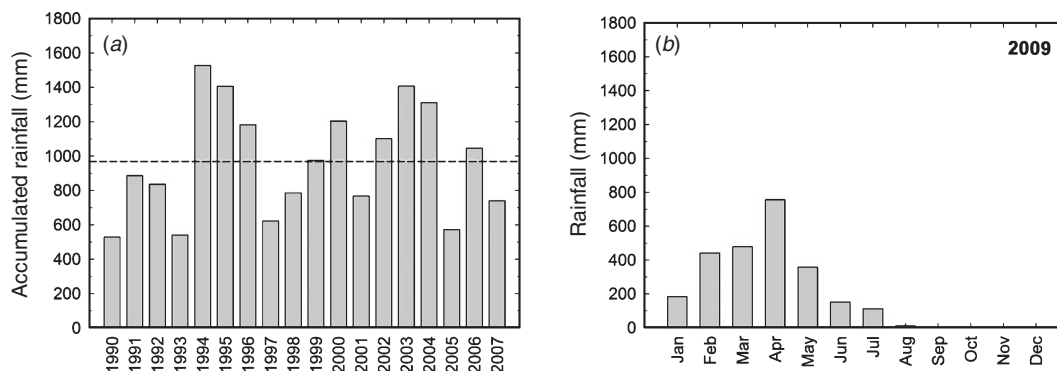 (a)
Accumulated rainfall (mm)
1800
1600
1400
1200
1000
800
600
400
200
0
1990
1991
1992
1993
1994
1995
1996
1997
1998
1999
2000
2001
2002
2003
2004
2005
2006
2007
(b)
2009
Rainfall (mm)
1800
1600
1400
1200
1000
800
600
400
200
0
Jan
Feb
Mar
Apr
May
Jun
Jul
Aug
Sep
Oct
Nov
Dec